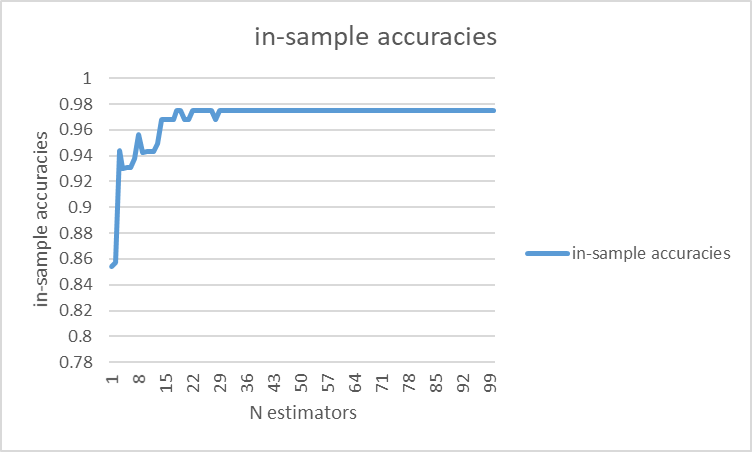 in-sample accuracies
in-sample accuracies
1
0.98
0.96
0.94
0.92
0.9
0.88
0.86
0.84
0.82
0.8
0.78
1 8 15 22 29 36 43 50 57 64 71 78 85 92 99
N estimators
in-sample accuracies